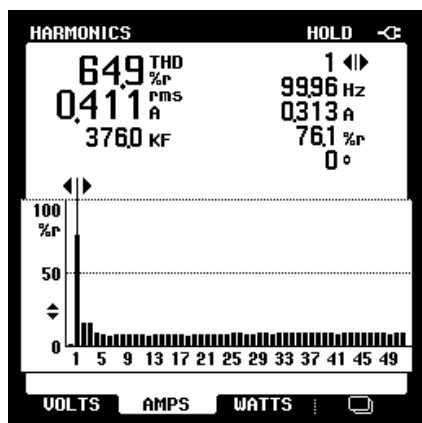 HARMONICS HOLD
64,9 THD %r
0,411 rms A
376,0 KF
1
99,96 Hz
0,313 A
76,1 %r
0 °
100
%r
50
0
1 5 9 13 17 21 25 29 33 37 41 45 49
VOLTS AMPS WATTS